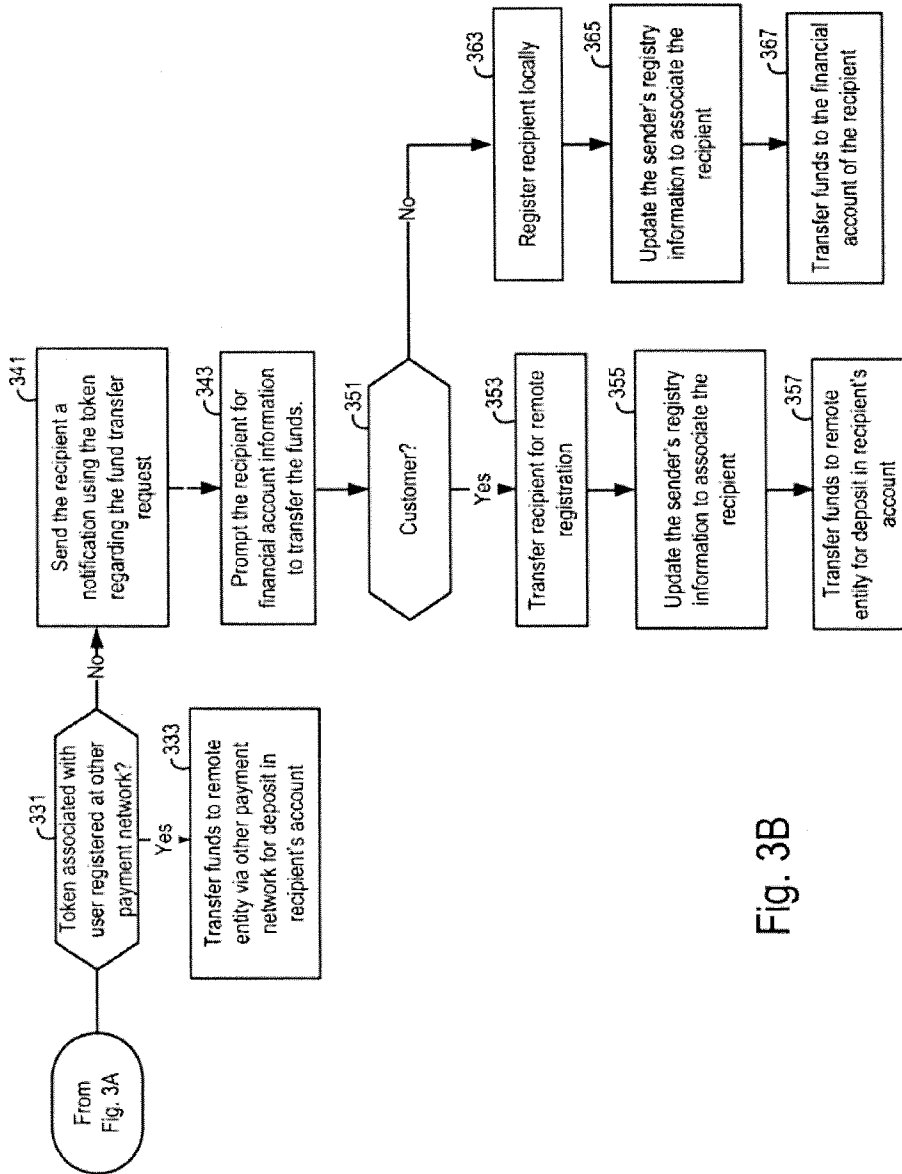 From
Fig. 3A
331
Token associated with
user registered at other
payment network?
Yes
No
333
Transfer funds to remote
entity via other payment
network for deposit in
recipient's account
341
Send the recipient a
notification using the token
regarding the fund transfer
request
343
Prompt the recipient for
financial account information
to transfer the funds.
351
Customer?
Yes
No
353
Transfer recipient for remote
registration
355
Update the sender's registry
information to associate the
recipient
357
Transfer funds to remote
entity for deposit in recipient's
account
363
Register recipient locally
365
Update the sender's registry
information to associate the
recipient
367
Transfer funds to the financial
account of the recipient
Fig. 3B